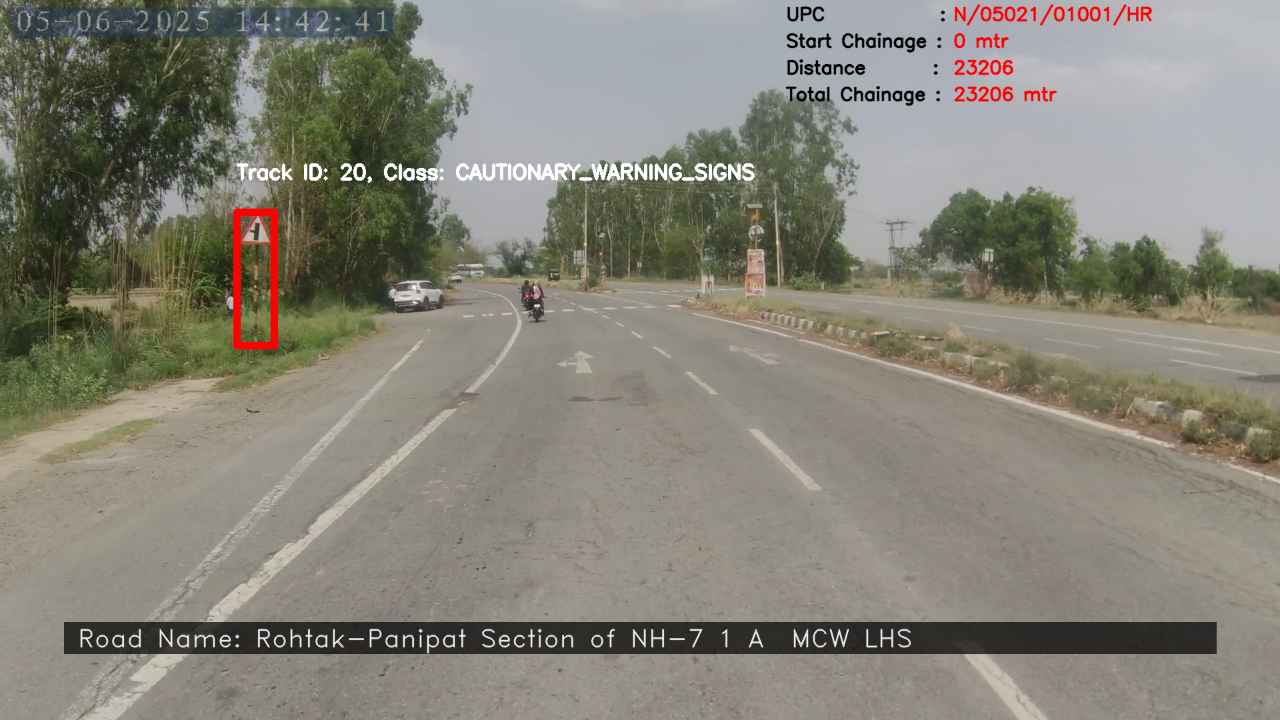 05-06-2025 14:42:41
UPC : N/05021/01001/HR
Start Chainage : 0 mtr
Distance : 23206
Total Chainage : 23206 mtr
Track ID: 20, Class: CAUTIONARY_WARNING_SIGNS
Road Name: Rohtak-Panipat Section of NH-7 1 A MCW LHS